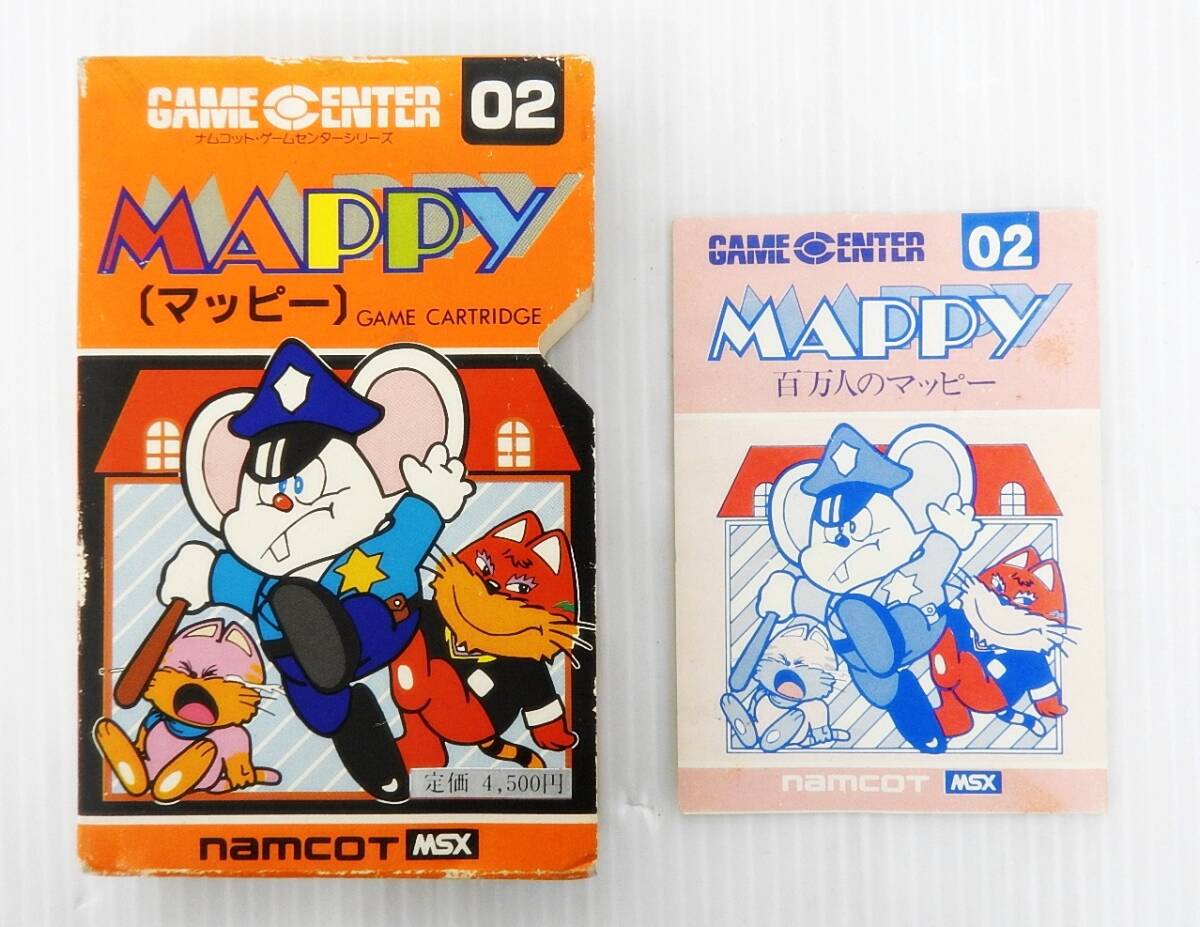 GAME CENTER 02
ナムコット・ゲームセンターシリーズ
MAPPY
〔マッピー〕 GAME CARTRIDGE
定価 4,500円
namcoT MSX
GAME CENTER 02
MAPPY
百万人のマッピー
namcoT MSX